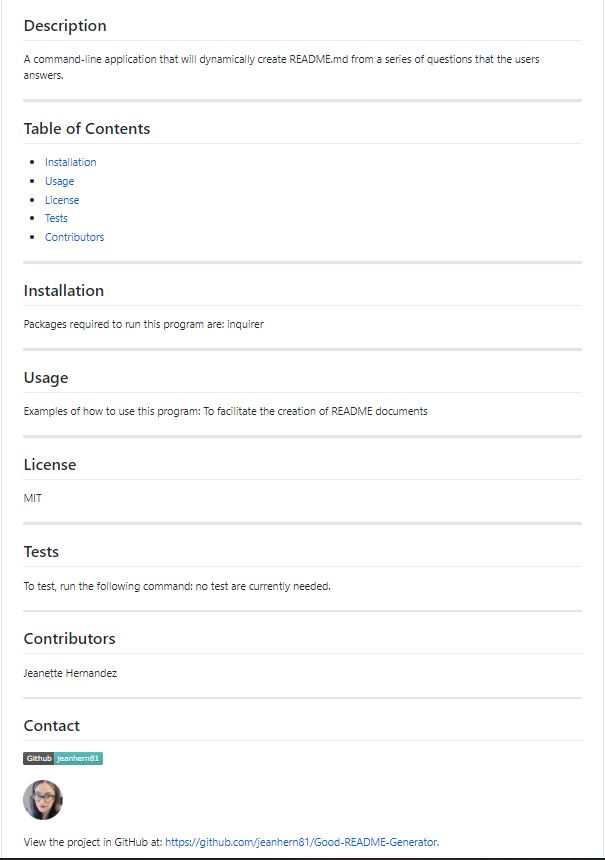 Description
A command-line application that will dynamically create README.md from a series of questions that the users
answers.
Table of Contents
Installation
Usage
License
Tests
Contributors
Installation
Packages required to run this program are: inquirer
Usage
Examples of how to use this program: To facilitate the creation of README documents
License
MIT
Tests
To test, run the following command: no test are currently needed.
Contributors
Jeanette Hernandez
Contact
Github jeanhern81
View the project in GitHub at: https://github.com/jeanhern81/Good-README-Generator.